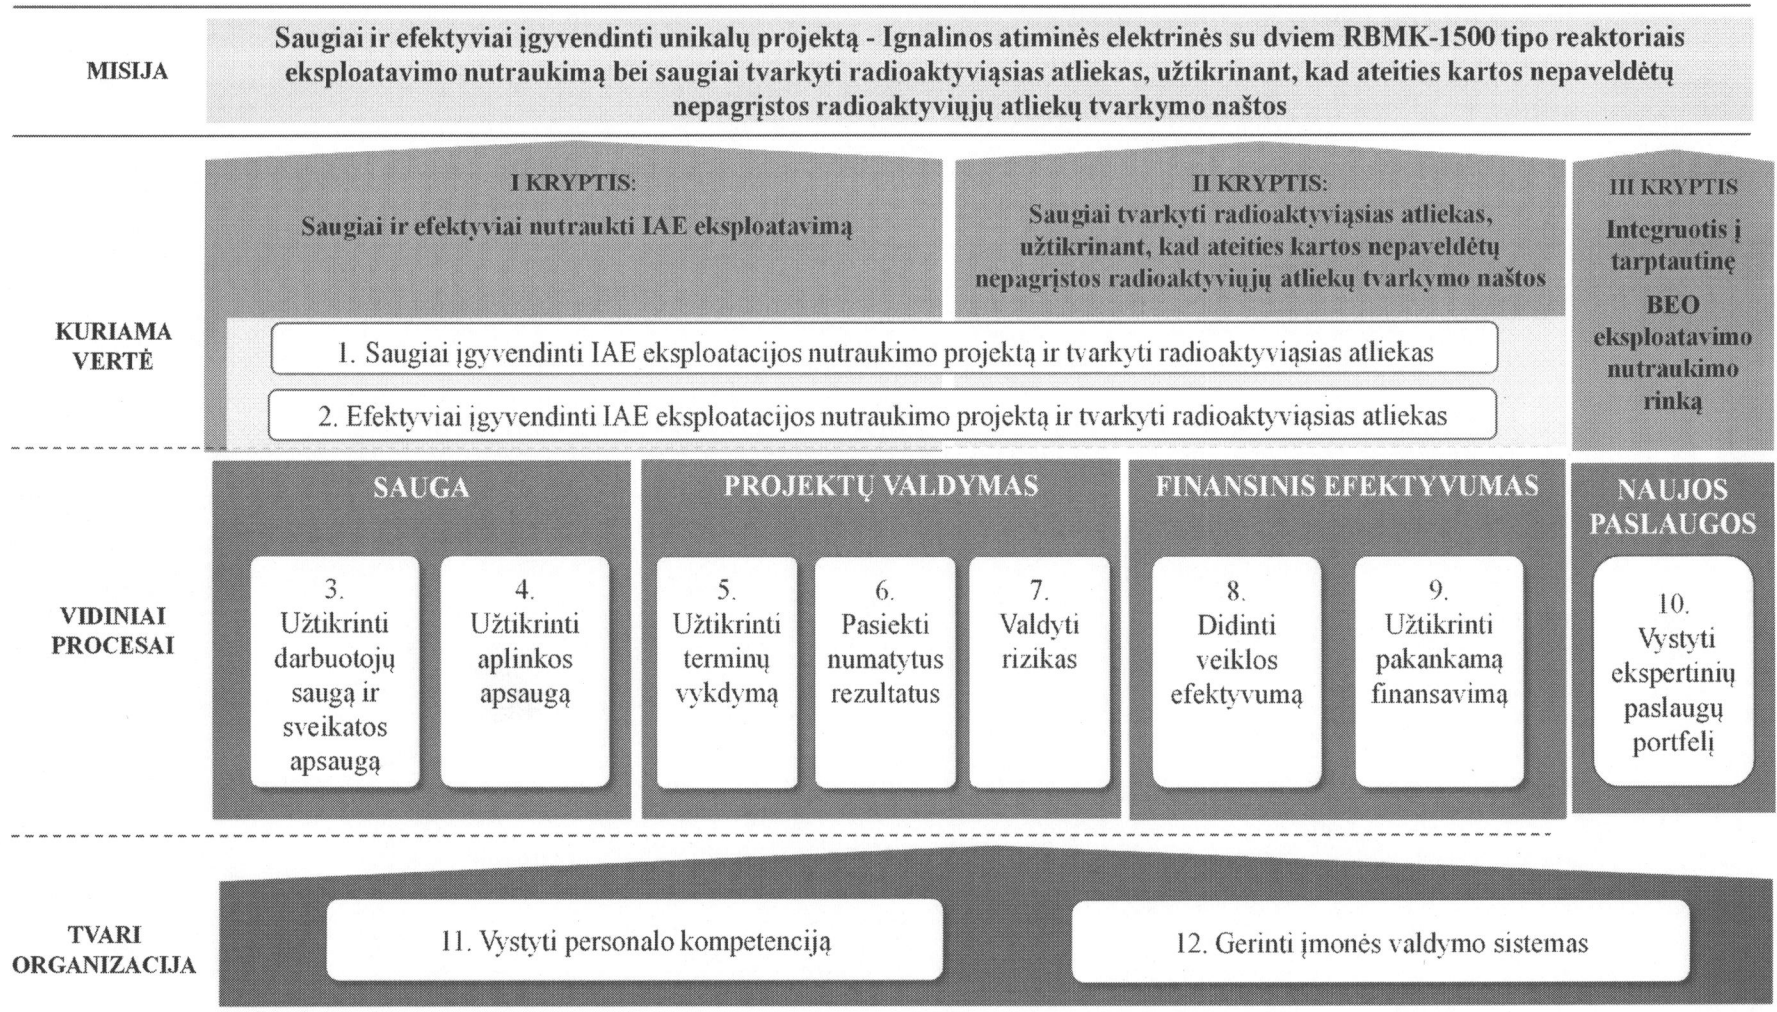 MISIJA
Saugiai ir efektyviai įgyvendinti unikalų projektą - Ignalinos atiminės elektrinės su dviem RBMK-1500 tipo reaktoriais
eksploatavimo nutraukimą bei saugiai tvarkyti radioaktyviąsias atliekas, užtikrinant, kad ateities kartos nepaveldėtų
nepagrįstos radioaktyviųjų atliekų tvarkymo naštos
KURIAMA
VERTĖ
I KRYPTIS:
Saugiai ir efektyviai nutraukti IAE eksploatavimą
II KRYPTIS:
Saugiai tvarkyti radioaktyviąsias atliekas,
užtikrinant, kad ateities kartos nepaveldėtų
nepagrįstos radioaktyviųjų atliekų tvarkymo naštos
III KRYPTIS
Integruotis į
tarptautinę
BEO
eksploatavimo
nutraukimo
rinką
1. Saugiai įgyvendinti IAE eksploatacijos nutraukimo projektą ir tvarkyti radioaktyviąsias atliekas
2. Efektyviai įgyvendinti IAE eksploatacijos nutraukimo projektą ir tvarkyti radioaktyviąsias atliekas
VIDINIAI
PROCESAI
SAUGA
3.
Užtikrinti
darbuotojų
saugą ir
sveikatos
apsaugą
4.
Užtikrinti
aplinkos
apsaugą
PROJEKTŲ VALDYMAS
5.
Užtikrinti
terminų
vykdymą
6.
Pasiekti
numatytus
rezultatus
7.
Valdyti
rizikas
FINANSINIS EFEKTYVUMAS
8.
Didinti
veiklos
efektyvumą
9.
Užtikrinti
pakankamą
finansavimą
NAUJOS
PASLAUGOS
10.
Vystyti
ekspertinių
paslaugų
portfelį
TVARI
ORGANIZACIJA
11. Vystyti personalo kompetenciją
12. Gerinti įmonės valdymo sistemas